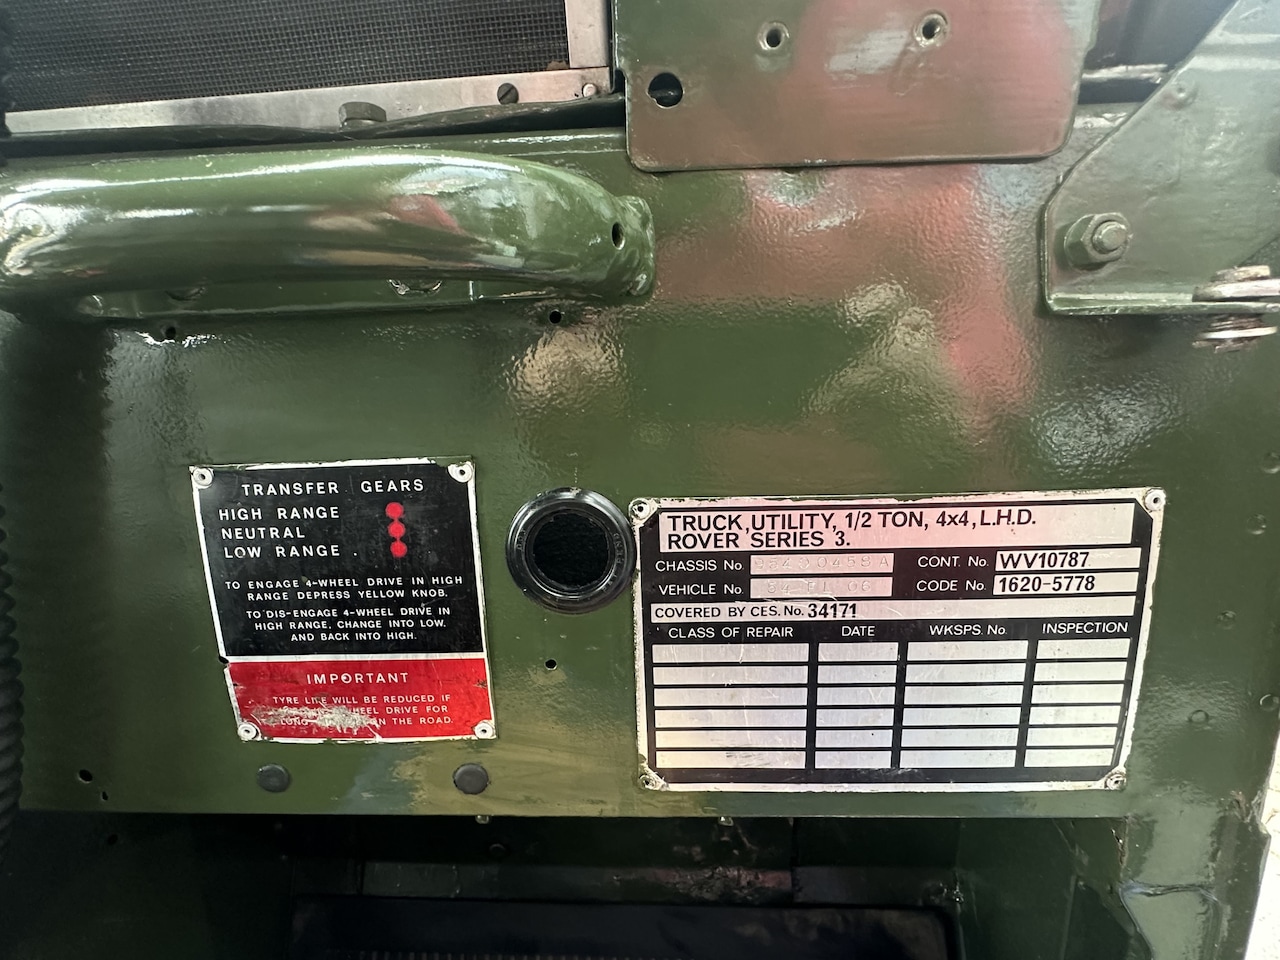 TRANSFER GEARS
HIGH RANGE
NEUTRAL
LOW RANGE .
TO ENGAGE 4-WHEEL DRIVE IN HIGH
RANGE DEPRESS YELLOW KNOB.
TO DIS-ENGAGE 4-WHEEL DRIVE IN
HIGH RANGE, CHANGE INTO LOW,
AND BACK INTO HIGH.
IMPORTANT
TYRE LIFE WILL BE REDUCED IF
WHEEL DRIVE FOR
ON THE ROAD.
TRUCK, UTILITY, 1/2 TON, 4x4, L.H.D.
ROVER SERIES 3.
CHASSIS No.
CONT. No. WV10787
VEHICLE No.
CODE No. 1620-5778
COVERED BY CES. No. 34171
CLASS OF REPAIR DATE WKSPS. No. INSPECTION